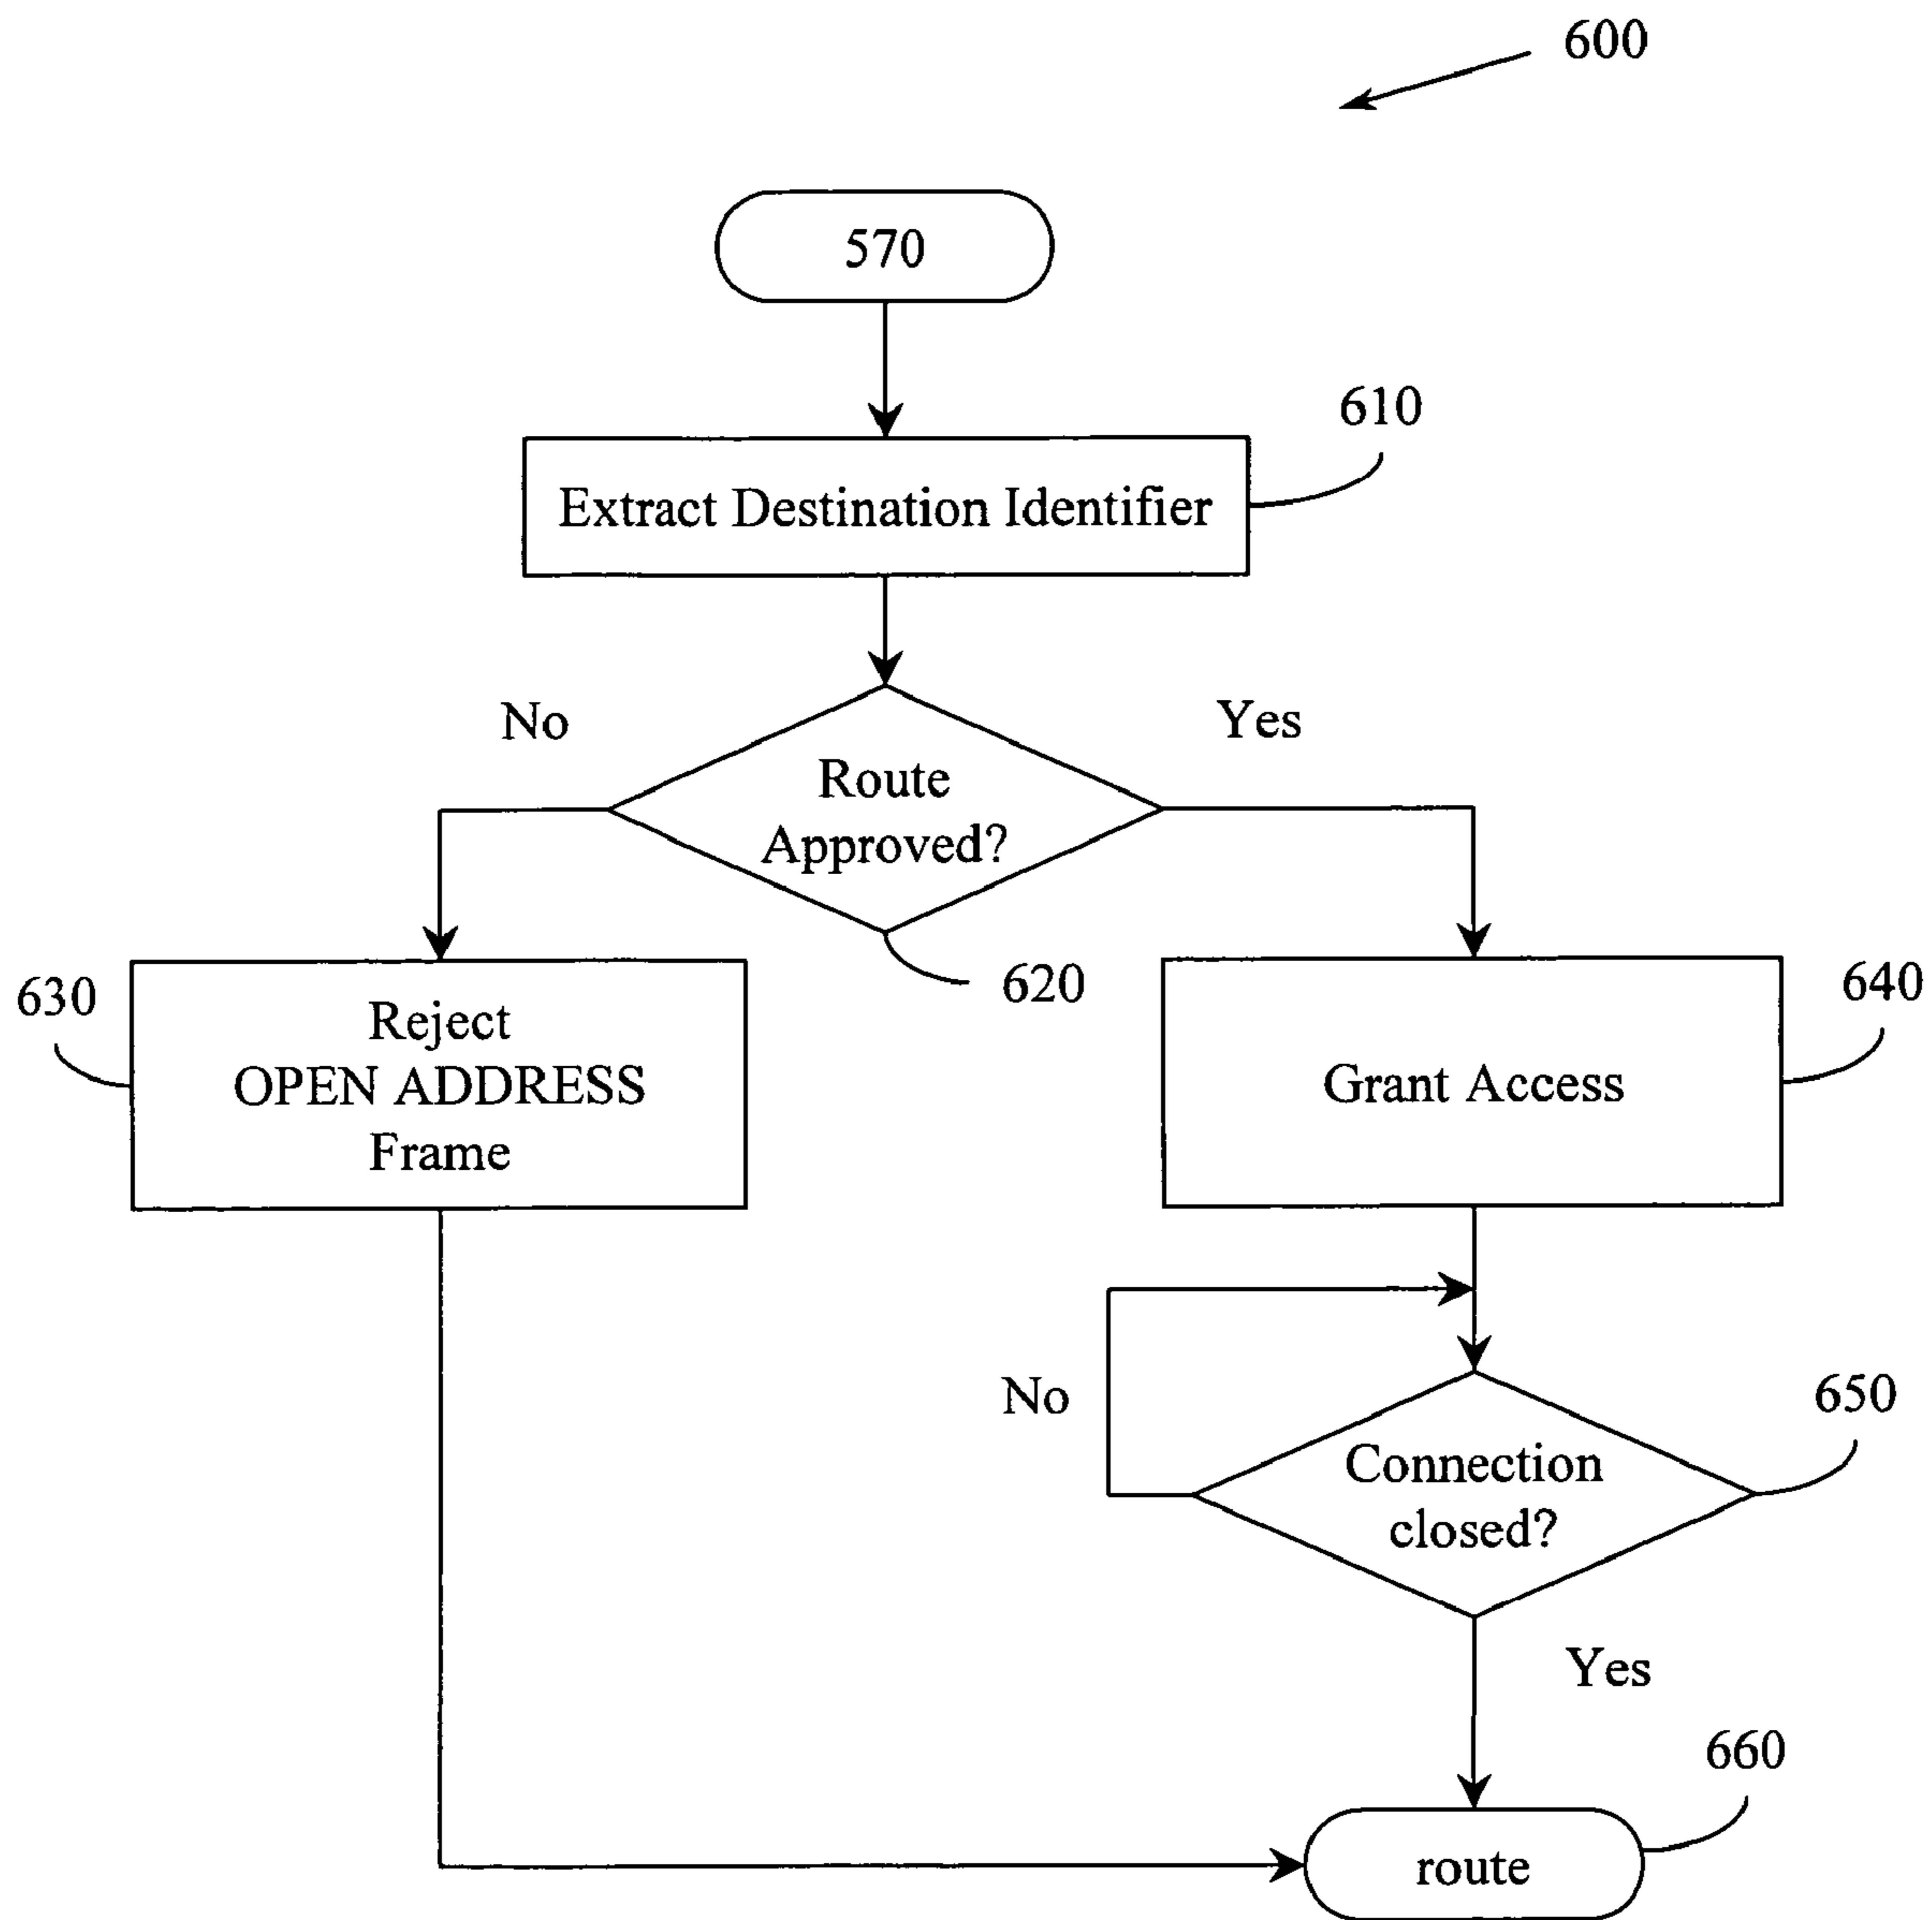 600
570
610
Extract Destination Identifier
No
Yes
Route
Approved?
620
630
Reject
OPEN ADDRESS
Frame
640
Grant Access
No
650
Connection
closed?
Yes
660
route